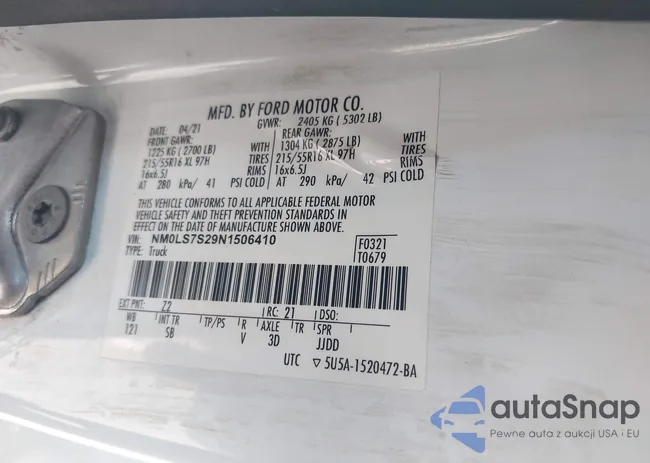 MFD. BY FORD MOTOR CO.
DATE: 04/21 GVWR: 2405 KG ( 5302 LB)
FRONT GAWR: REAR GAWR:
1225 KG ( 2700 LB) WITH 1304 KG ( 2875 LB) WITH
215/55R16 XL 97H TIRES 215/55R16 XL 97H TIRES
16x6.5J RIMS 16x6.5J RIMS
AT 280 kPa/ 41 PSI COLD AT 290 kPa/ 42 PSI COLD
THIS VEHICLE CONFORMS TO ALL APPLICABLE FEDERAL MOTOR
VEHICLE SAFETY AND THEFT PREVENTION STANDARDS IN
EFFECT ON THE DATE OF MANUFACTURE SHOWN ABOVE.
VIN: NM0LS7S29N1506410 F0321
TYPE: Truck T0679
EXT PNT: Z2 RC: 21 DSO:
WB INT TR TP/PS R AXLE TR SPR
121 SB V 3D JJDD
UTC ▽5U5A-1520472-BA
autaSnap
Pewne auta z aukcji USA i EU